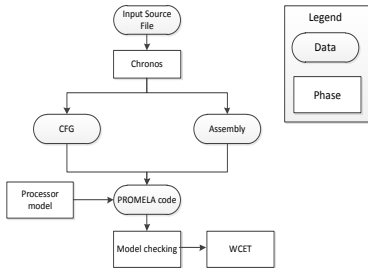 Input Source
File
Chronos
CFG
Assembly
Processor
model
PROMELA code
Model checking
WCET
Legend
Data
Phase